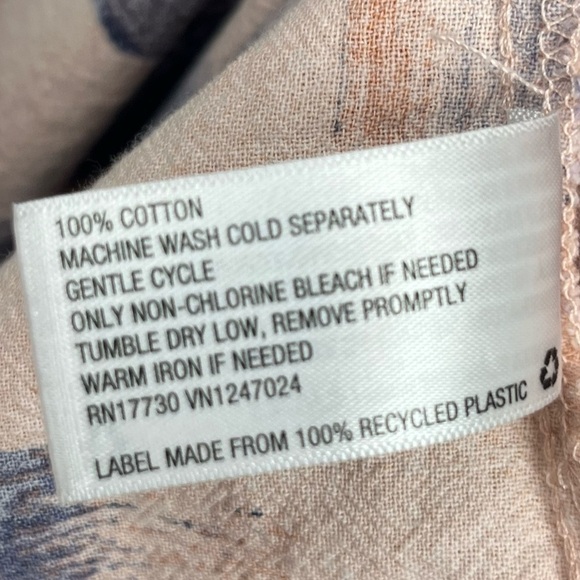 100% COTTON
MACHINE WASH COLD SEPARATELY
GENTLE CYCLE
ONLY NON-CHLORINE BLEACH IF NEEDED
TUMBLE DRY LOW, REMOVE PROMPTLY
WARM IRON IF NEEDED
RN17730 VN1247024
LABEL MADE FROM 100% RECYCLED PLASTIC